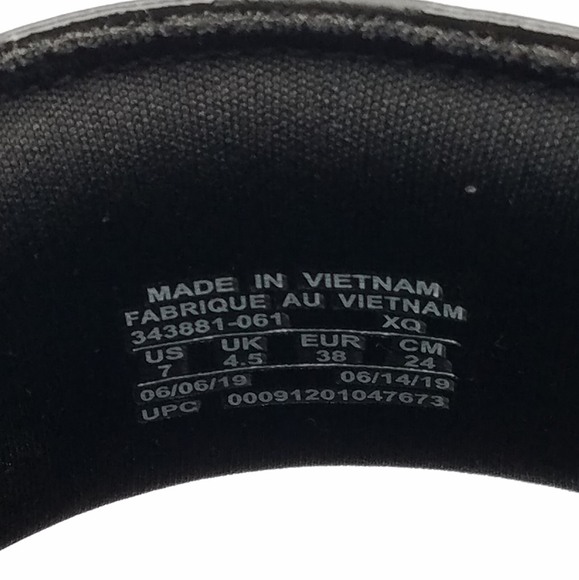 MADE IN VIETNAM
FABRIQUE AU VIETNAM
343881-061 XQ
US UK EUR CM
7 4.5 38 24
06/06/19 06/14/19
UPC 00091201047673